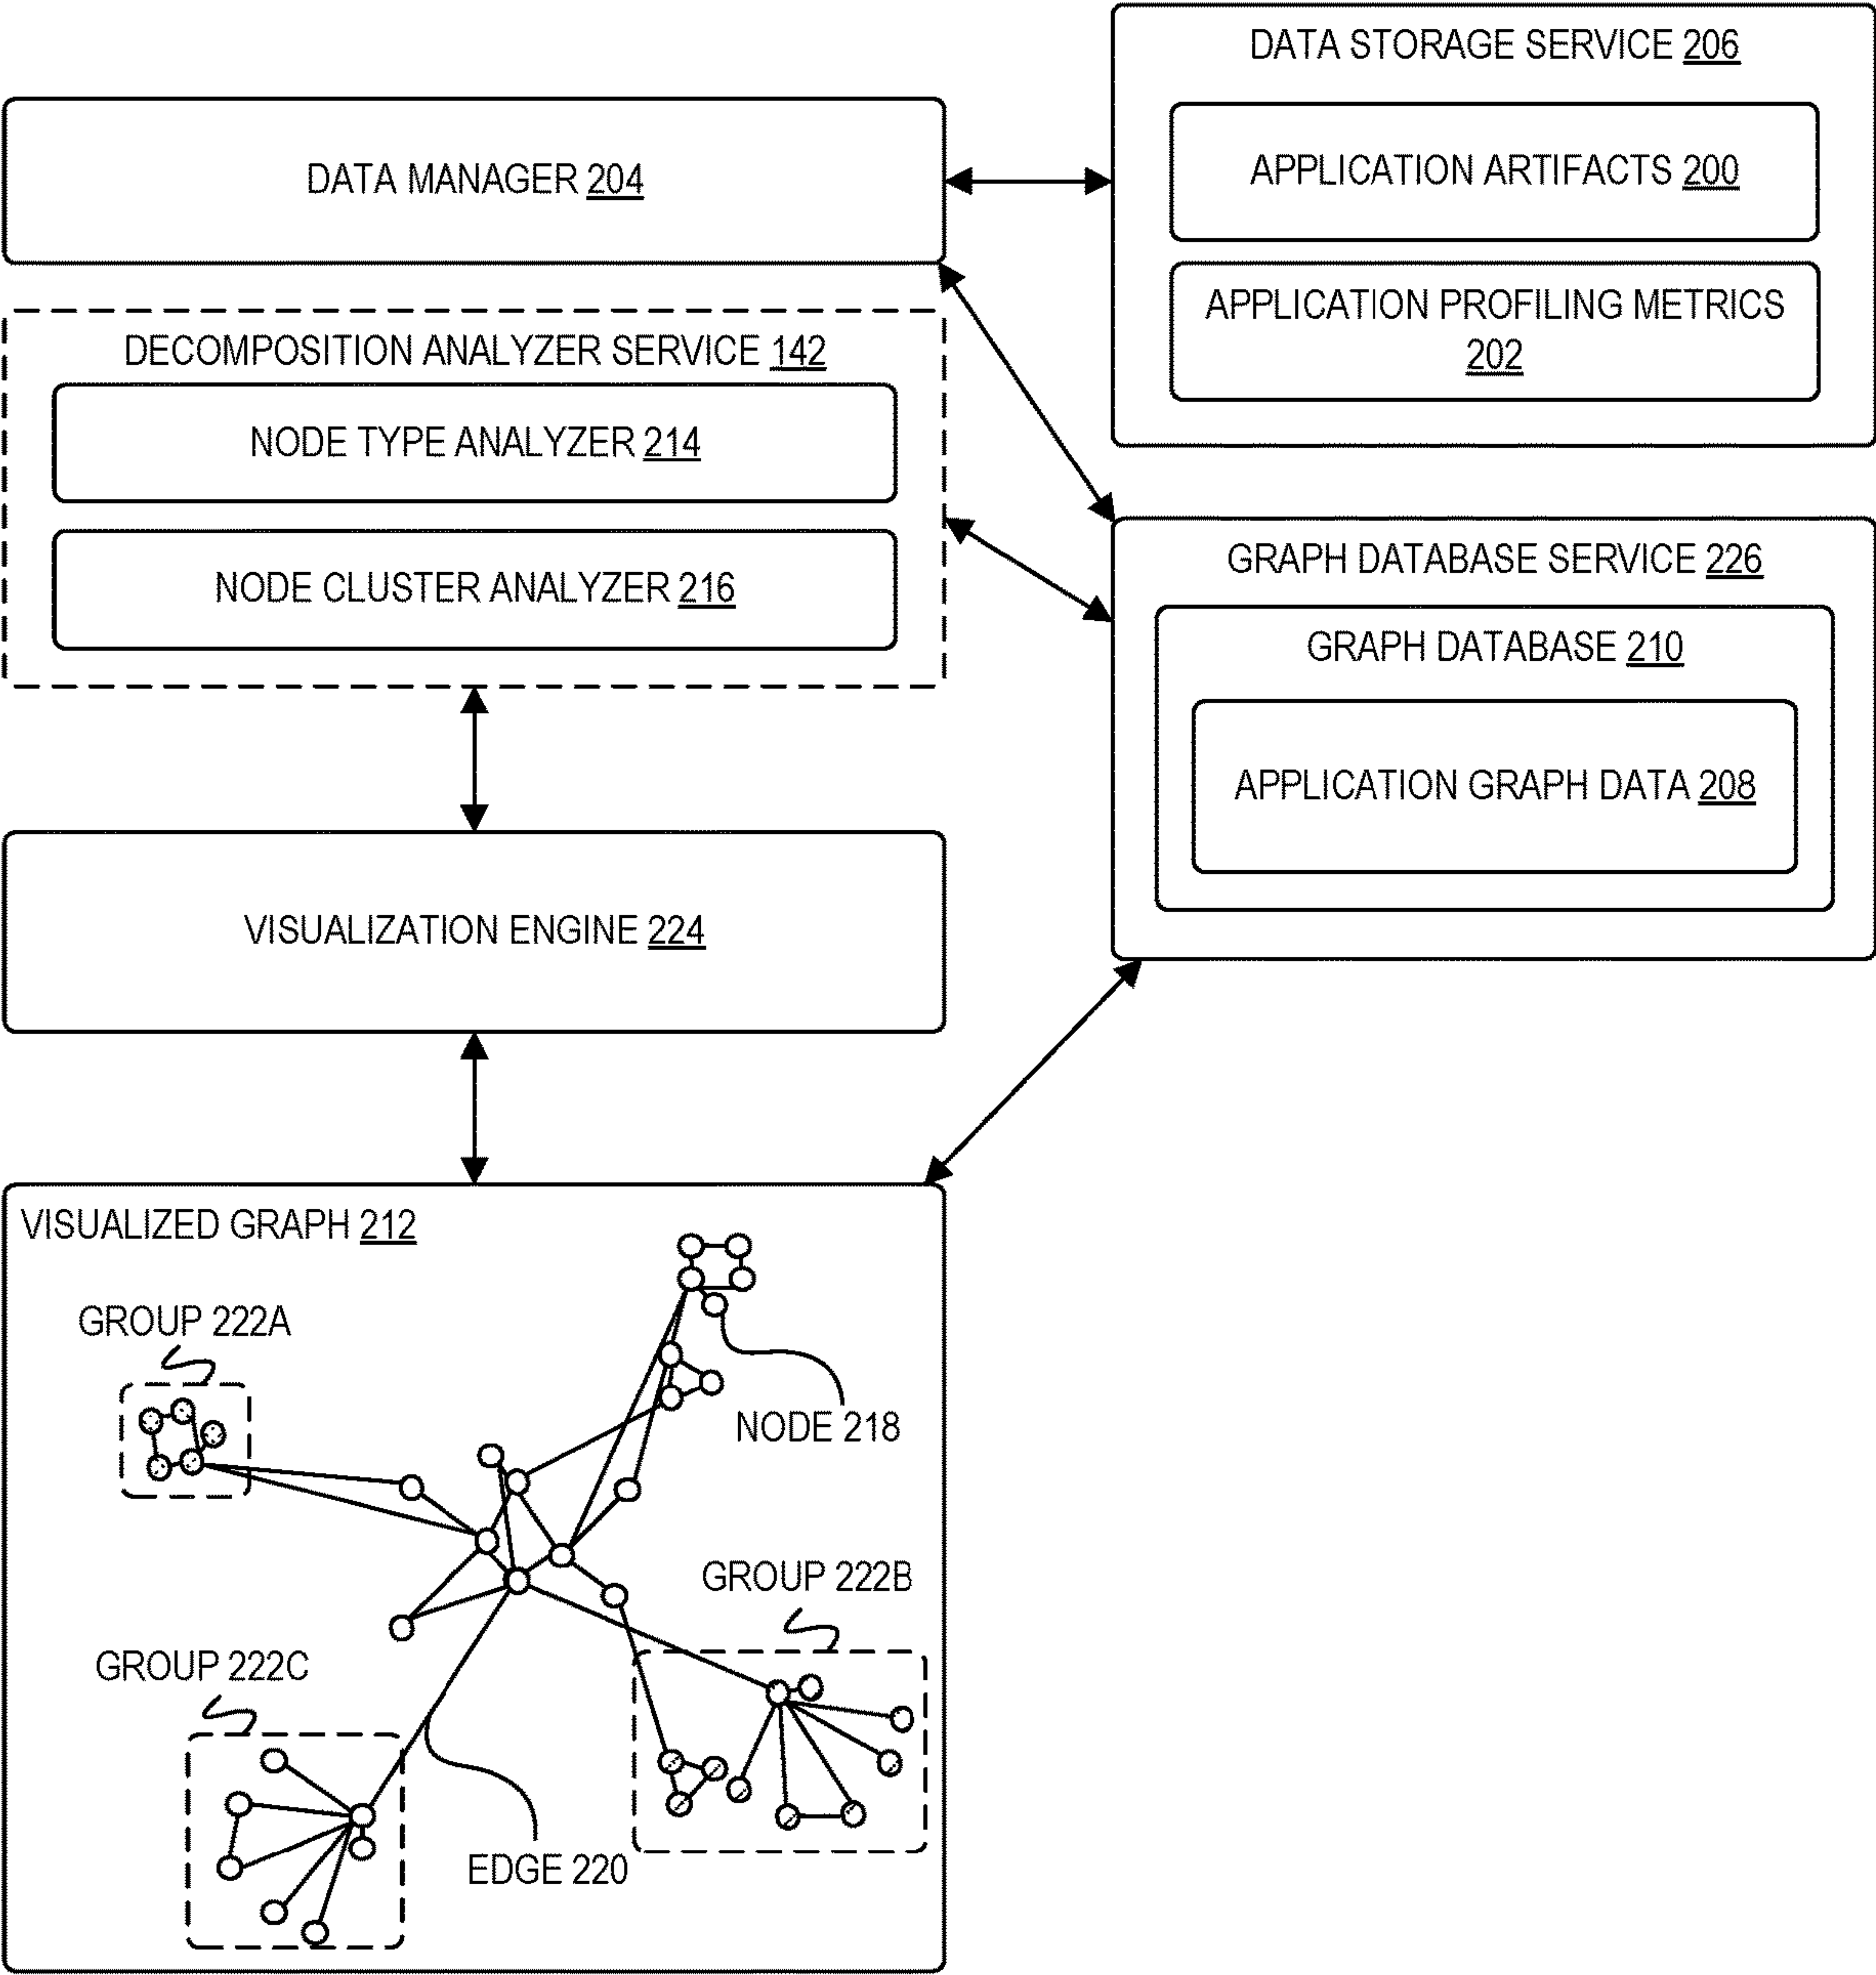 DATA STORAGE SERVICE 206
APPLICATION ARTIFACTS 200
APPLICATION PROFILING METRICS
202
DATA MANAGER 204
DECOMPOSITION ANALYZER SERVICE 142
NODE TYPE ANALYZER 214
NODE CLUSTER ANALYZER 216
GRAPH DATABASE SERVICE 226
GRAPH DATABASE 210
APPLICATION GRAPH DATA 208
VISUALIZATION ENGINE 224
VISUALIZED GRAPH 212
GROUP 222A
NODE 218
GROUP 222B
GROUP 222C
EDGE 220